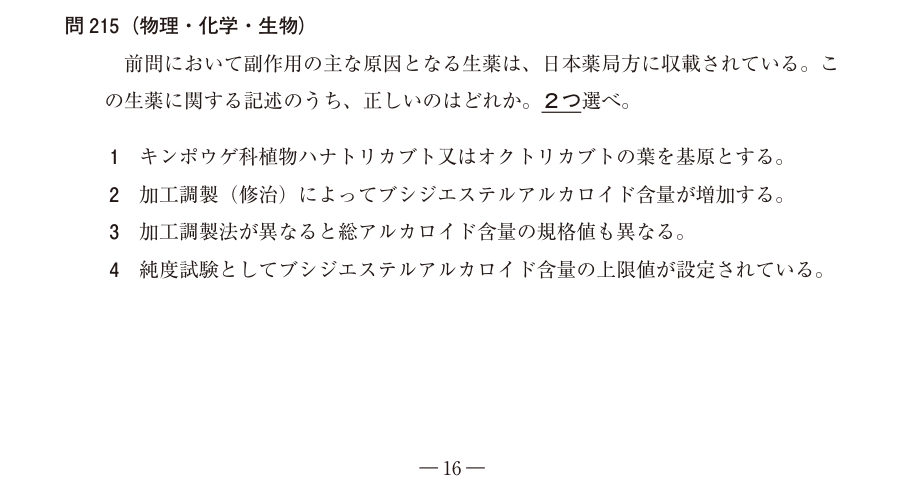 問 215（物理・化学・生物）
前問において副作用の主な原因となる生薬は、日本薬局方に収載されている。こ
の生薬に関する記述のうち、正しいのはどれか。２つ選べ。
1 キンポウゲ科植物ハナトリカブト又はオクトリカブトの葉を基原とする。
2 加工調製（修治）によってブシジエステルアルカロイド含量が増加する。
3 加工調製法が異なると総アルカロイド含量の規格値も異なる。
4 純度試験としてブシジエステルアルカロイド含量の上限値が設定されている。
— 16 —